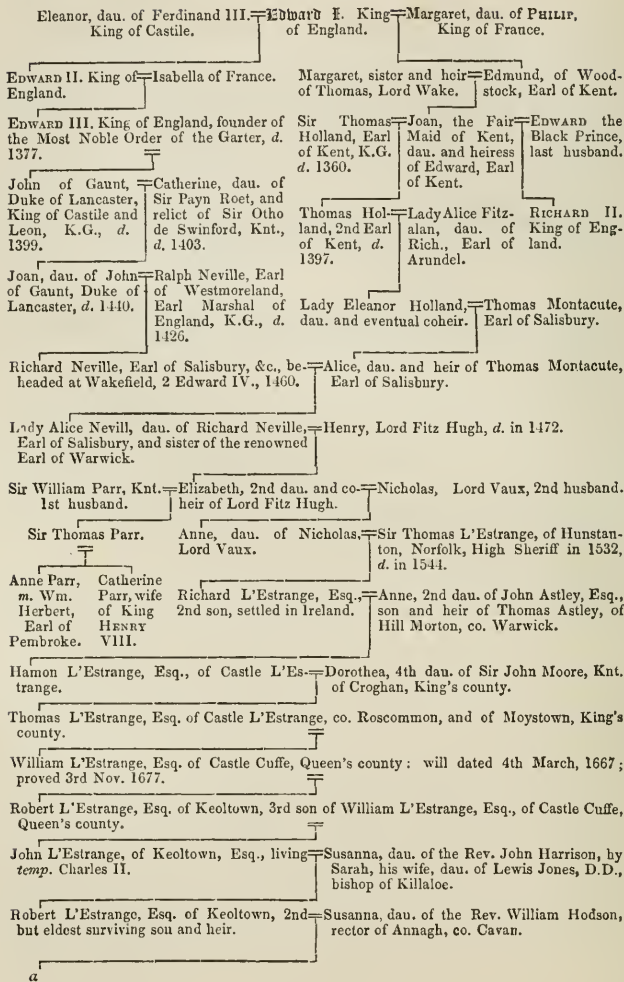 Eleanor, dau. of Ferdinand III. Edward I. King Margaret, dau. of PHILIP,
King of Castile. of England. King of France.
EDWARD II. King of Isabella of France. Margaret, sister and heir Edmund, of Wood-
England. of Thomas, Lord Wake. stock, Earl of Kent.
EDWARD III. King of England, founder of Sir Thomas Joan, the Fair EDWARD the
the Most Noble Order of the Garter, d. Holland, Earl Maid of Kent, Black Prince,
1377. of Kent, K.G. dau. and heiress last husband.
d. 1360. of Edward, Earl
of Kent.
John of Gaunt, Catherine, dau. of
Duke of Lancaster, Sir Payn Roet, and
King of Castile and relict of Sir Otho
Leon, K.G., d. de Swinford, Knt.,
1399. d. 1403.
Thomas Hol- Lady Alice Fitz- RICHARD II.
land, 2nd Earl alan, dau. of King of Eng-
of Kent, d. Rich., Earl of land.
1397. Arundel.
Joan, dau. of John Ralph Neville, Earl
of Gaunt, Duke of of Westmoreland,
Lancaster, d. 1440. Earl Marshal of
England, K.G., d.
1426.
Lady Eleanor Holland, Thomas Montacute,
dau. and eventual coheir. Earl of Salisbury.
Richard Neville, Earl of Salisbury, &c., be- Alice, dau. and heir of Thomas Montacute,
headed at Wakefield, 2 Edward IV., 1460. Earl of Salisbury.
Lady Alice Nevill, dau. of Richard Neville, Henry, Lord Fitz Hugh, d. in 1472.
Earl of Salisbury, and sister of the renowned
Earl of Warwick.
Sir William Parr, Knt. Elizabeth, 2nd dau. and co- Nicholas, Lord Vaux, 2nd husband.
1st husband. heir of Lord Fitz Hugh.
Sir Thomas Parr. Anne, dau. of Nicholas, Sir Thomas L'Estrange, of Hunstan-
Lord Vaux. ton, Norfolk, High Sheriff in 1532,
d. in 1544.
Anne Parr, Catherine
m. Wm. Parr, wife
Herbert, of King
Earl of HENRY
Pembroke. VIII.
Richard L'Estrange, Esq., Anne, 2nd dau. of John Astley, Esq.,
2nd son, settled in Ireland. son and heir of Thomas Astley, of
Hill Morton, co. Warwick.
Hamon L'Estrange, Esq., of Castle L'Es- Dorothea, 4th dau. of Sir John Moore, Knt.
trange. of Croghan, King's county.
Thomas L'Estrange, Esq. of Castle L'Estrange, co. Roscommon, and of Moystown, King's
county.
William L'Estrange, Esq. of Castle Cuffe, Queen's county: will dated 4th March, 1667;
proved 3rd Nov. 1677.
Robert L'Estrange, Esq. of Keoltown, 3rd son of William L'Estrange, Esq., of Castle Cuffe,
Queen's county.
John L'Estrange, of Keoltown, Esq., living Susanna, dau. of the Rev. John Harrison, by
temp. Charles II. Sarah, his wife, dau. of Lewis Jones, D.D.,
bishop of Killaloe.
Robert L'Estrange, Esq. of Keoltown, 2nd Susanna, dau. of the Rev. William Hodson,
but eldest surviving son and heir. rector of Annagh, co. Cavan.
a